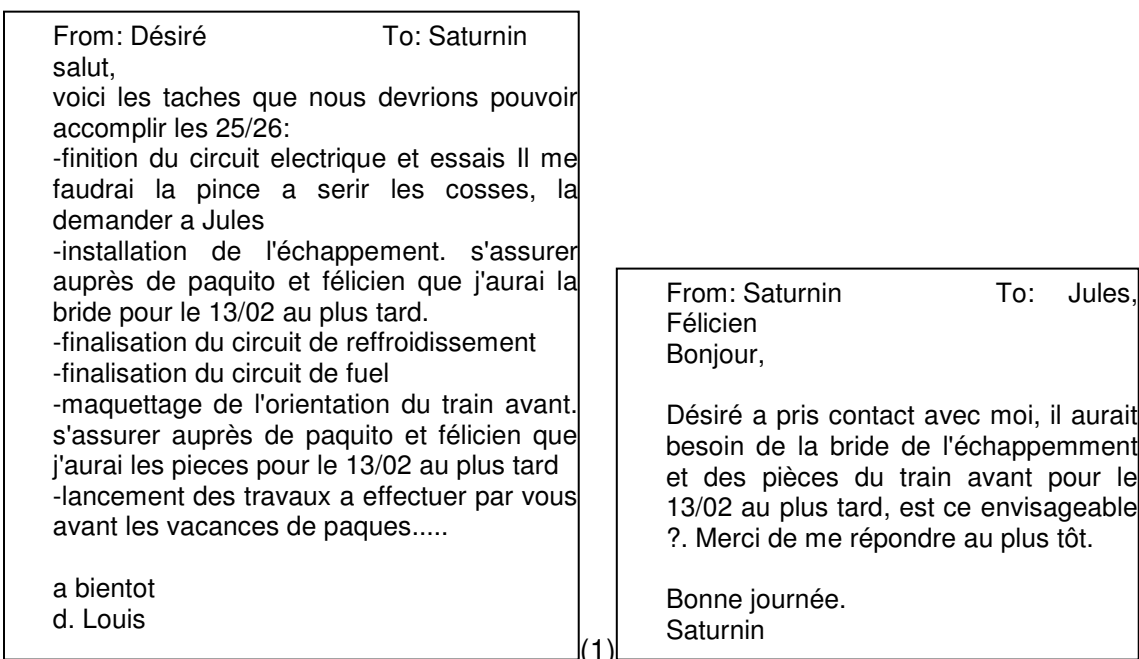 From: Désiré To: Saturnin
salut,
voici les taches que nous devrions pouvoir
accomplir les 25/26:
-finition du circuit electrique et essais Il me
faudrai la pince a serir les cosses, la
demander a Jules
-installation de l'échappement. s'assurer
auprès de paquito et félicien que j'aurai la
bride pour le 13/02 au plus tard.
-finalisation du circuit de reffroidissement
-finalisation du circuit de fuel
-maquettage de l'orientation du train avant.
s'assurer auprès de paquito et félicien que
j'aurai les pieces pour le 13/02 au plus tard
-lancement des travaux a effectuer par vous
avant les vacances de paques.....
a bientot
d. Louis
(1)
From: Saturnin To: Jules,
Félicien
Bonjour,
Désiré a pris contact avec moi, il aurait
besoin de la bride de l'échappemment
et des pièces du train avant pour le
13/02 au plus tard, est ce envisageable
?. Merci de me répondre au plus tôt.
Bonne journée.
Saturnin